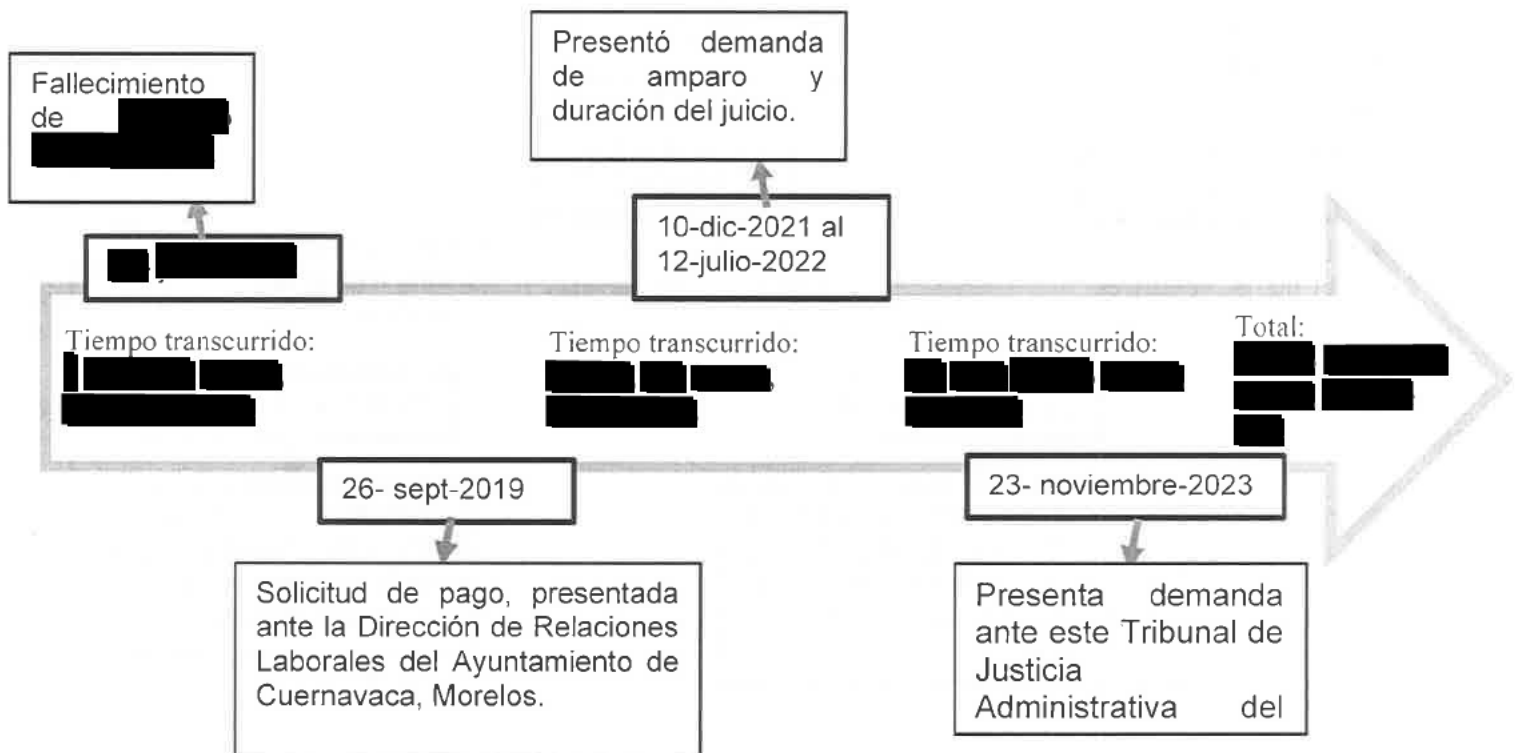 Fallecimiento
de
Presentó demanda
de amparo y
duración del juicio.
10-dic-2021 al
12-julio-2022
Tiempo transcurrido:
Tiempo transcurrido:
Tiempo transcurrido:
Total:
26- sept-2019
23- noviembre-2023
Solicitud de pago, presentada
ante la Dirección de Relaciones
Laborales del Ayuntamiento de
Cuernavaca, Morelos.
Presenta demanda
ante este Tribunal de
Justicia
Administrativa del